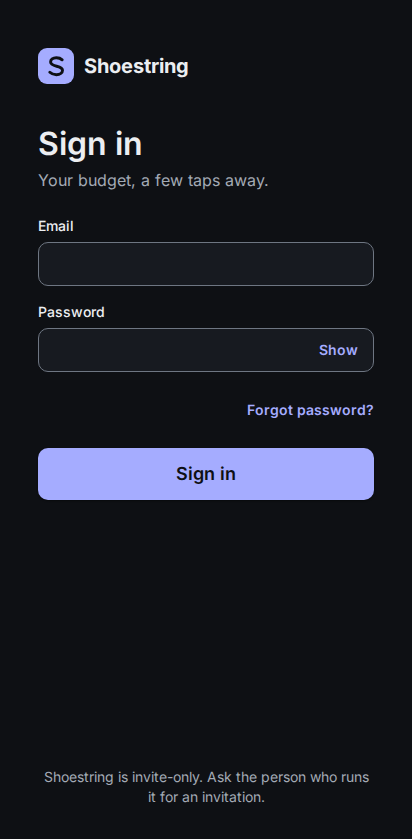 S Shoestring
Sign in
Your budget, a few taps away.
Email
Password
Show
Forgot password?
Sign in
Shoestring is invite-only. Ask the person who runs
it for an invitation.